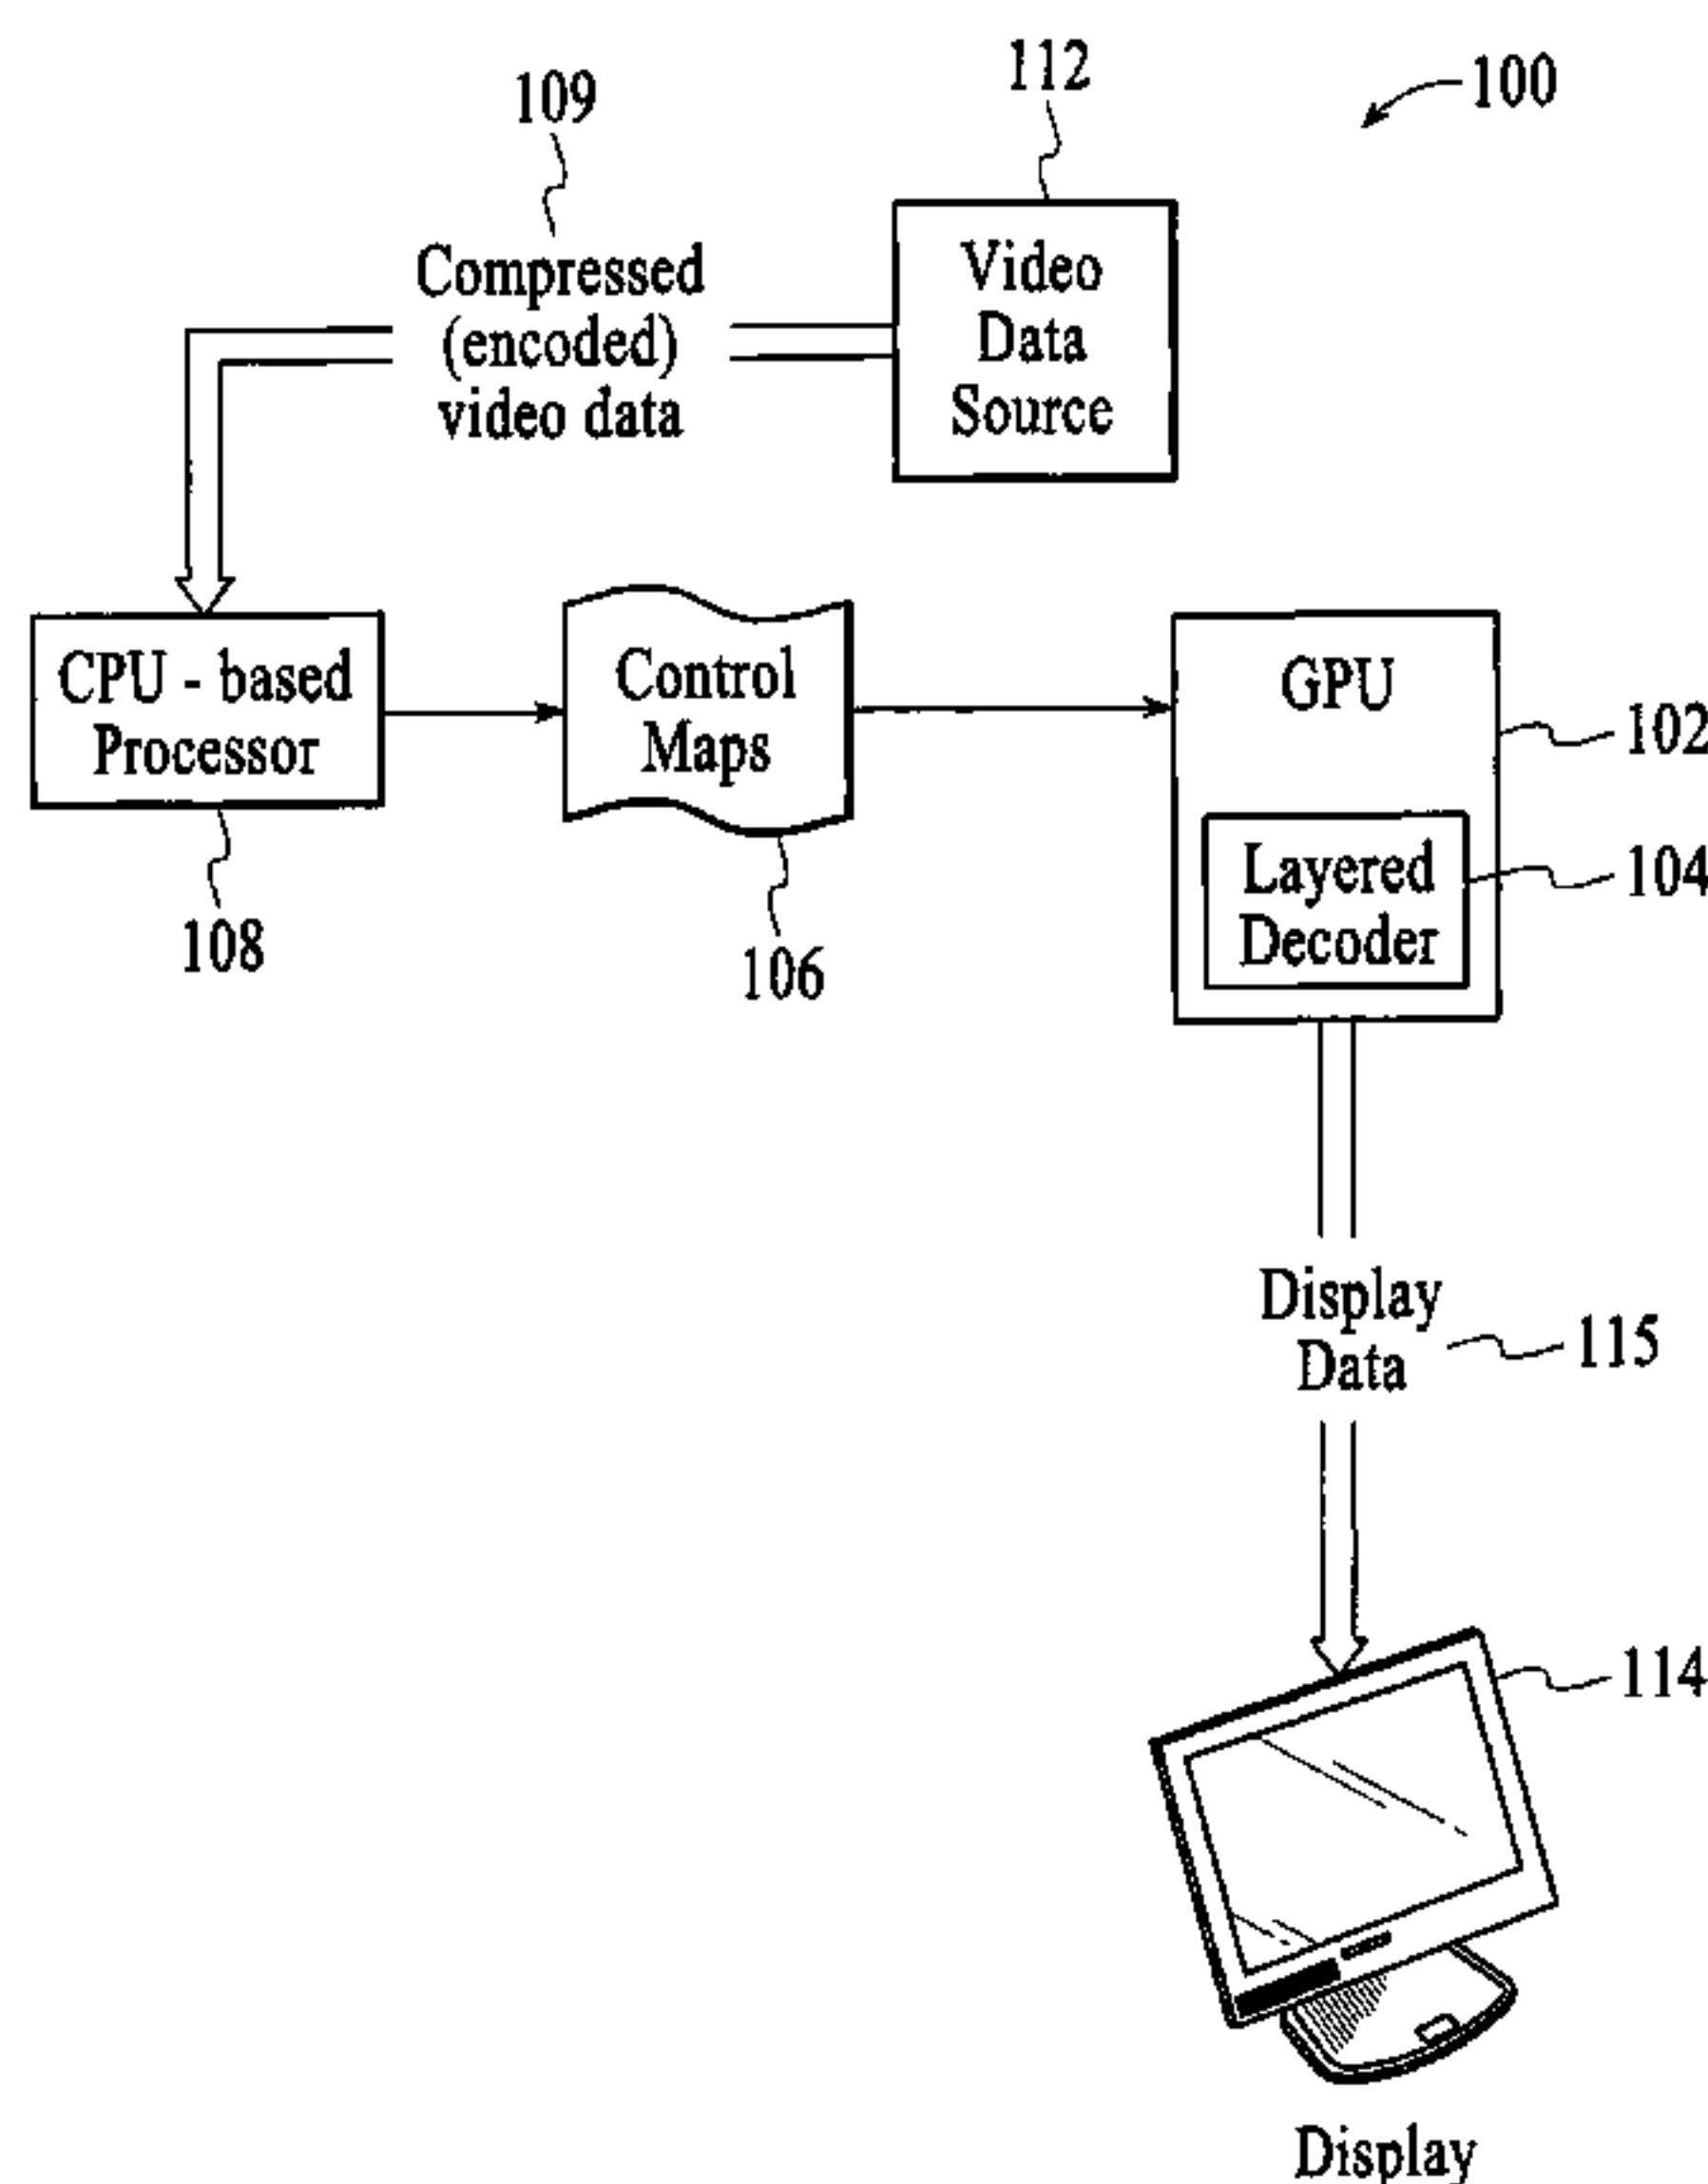 112
100
109
Compressed
(encoded)
video data
Video
Data
Source
CPU - based
Processor
Control
Maps
GPU
102
Layered
Decoder
104
108
106
Display
Data
115
114
Display